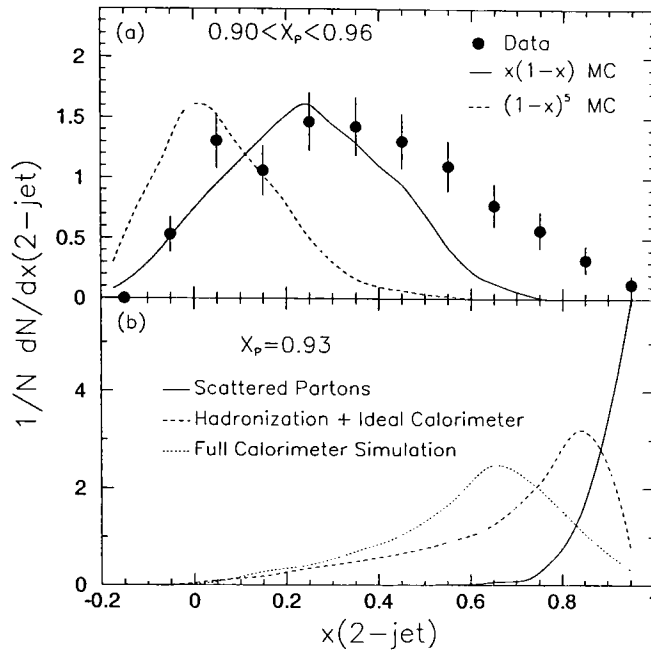 2
1.5
1
0.5
0
(a)
0.90<X_P<0.96
Data
x(1−x) MC
(1−x)^5 MC
1/N dN/dx(2−jet)
4
2
0
(b)
X_P=0.93
Scattered Partons
Hadronization + Ideal Calorimeter
Full Calorimeter Simulation
-0.2 0 0.2 0.4 0.6 0.8 1
x(2−jet)